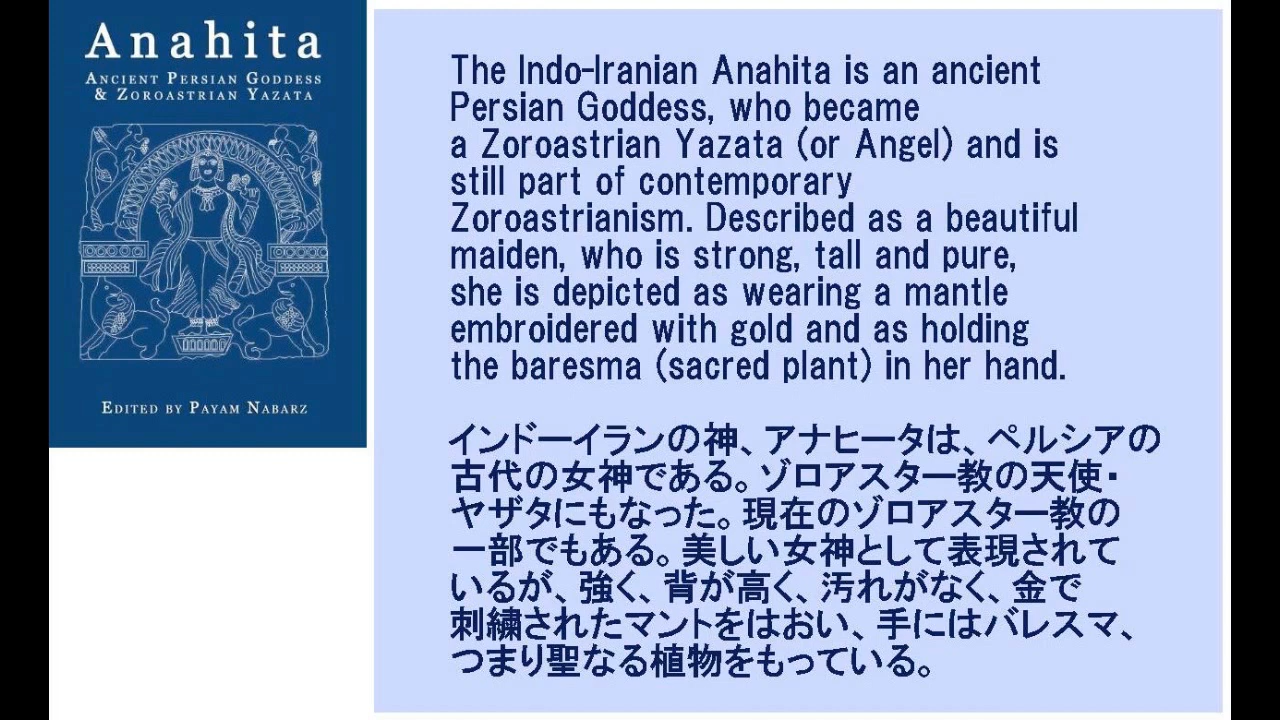 Anahita
Ancient Persian Goddess
& Zoroastrian Yazata
Edited by Payam Nabarz
The Indo-Iranian Anahita is an ancient
Persian Goddess, who became
a Zoroastrian Yazata (or Angel) and is
still part of contemporary
Zoroastrianism. Described as a beautiful
maiden, who is strong, tall and pure,
she is depicted as wearing a mantle
embroidered with gold and as holding
the baresma (sacred plant) in her hand.
インドーイランの神、アナヒータは、ペルシアの
古代の女神である。ゾロアスター教の天使・
ヤザタにもなった。現在のゾロアスター教の
一部でもある。美しい女神として表現されて
いるが、強く、背が高く、汚れがなく、金で
刺繍されたマントをはおい、手にはバレスマ、
つまり聖なる植物をもっている。